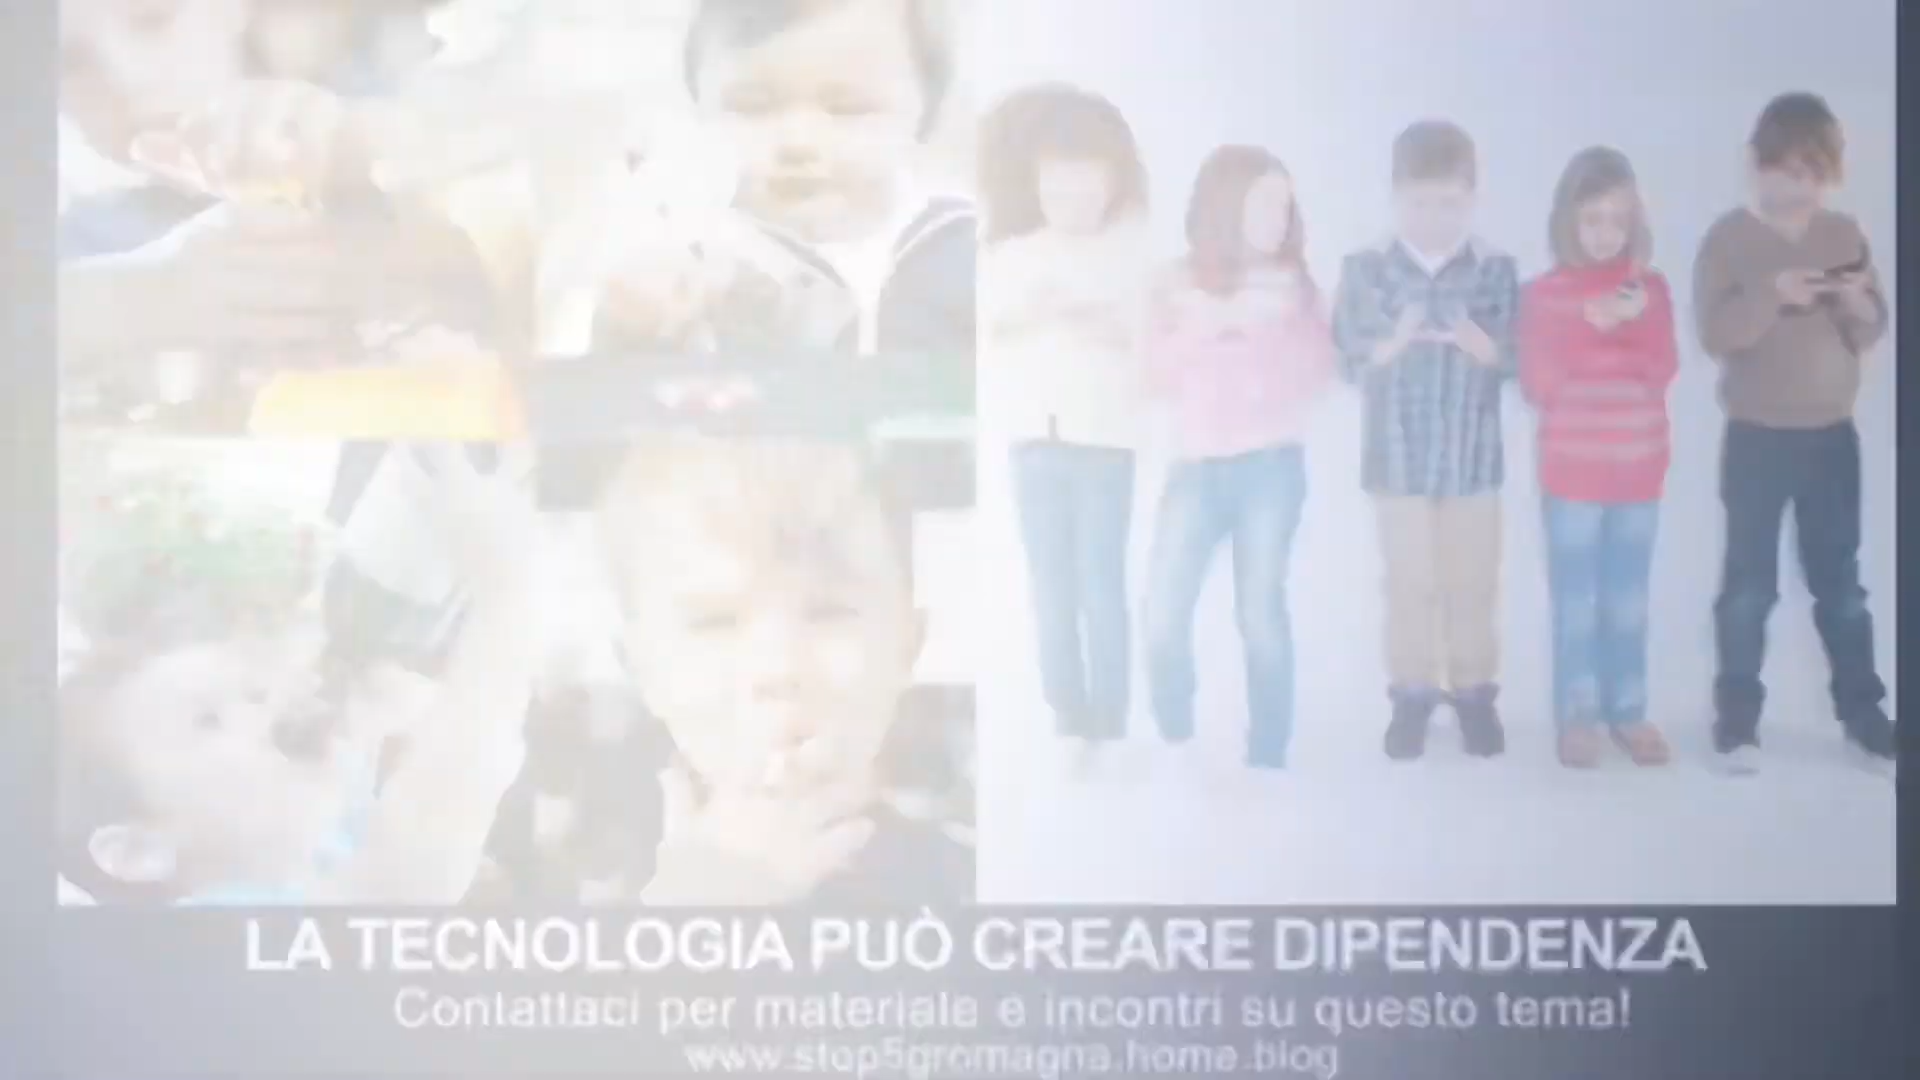 LA TECNOLOGIA PUÒ CREARE DIPENDENZA
Contattaci per materiale e incontri su questo tema!
www.stop5gromagna.home.blog